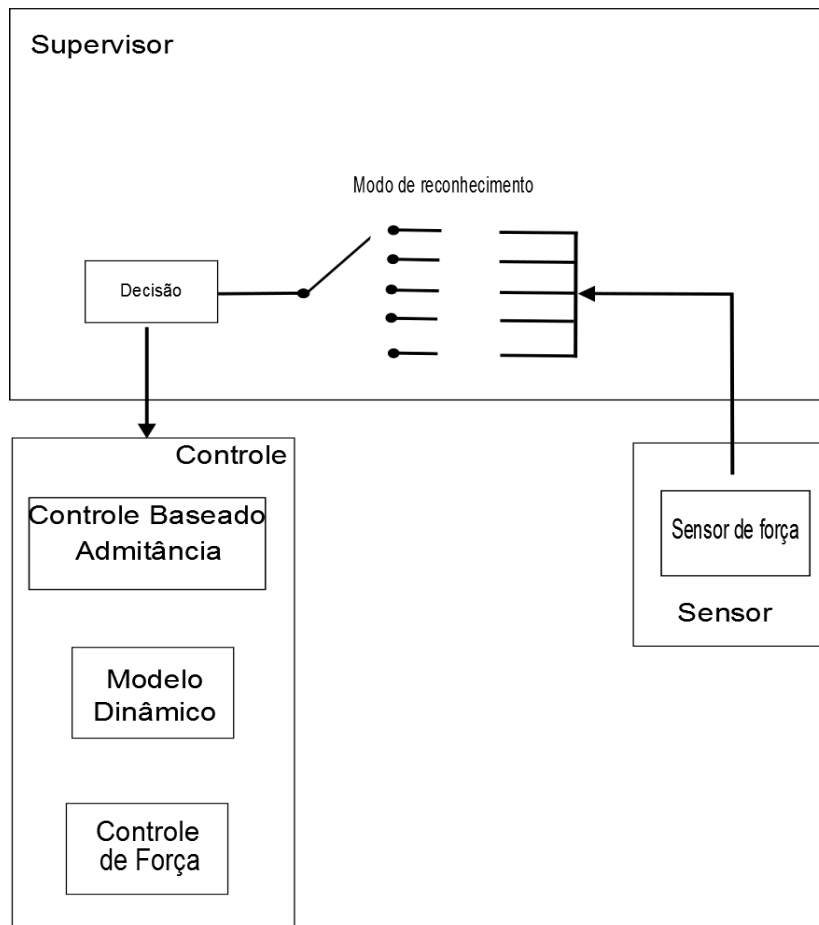 Supervisor
Modo de reconhecimento
Decisão
Controle
Controle Baseado
Admitância
Modelo
Dinâmico
Controle
de Força
Sensor de força
Sensor